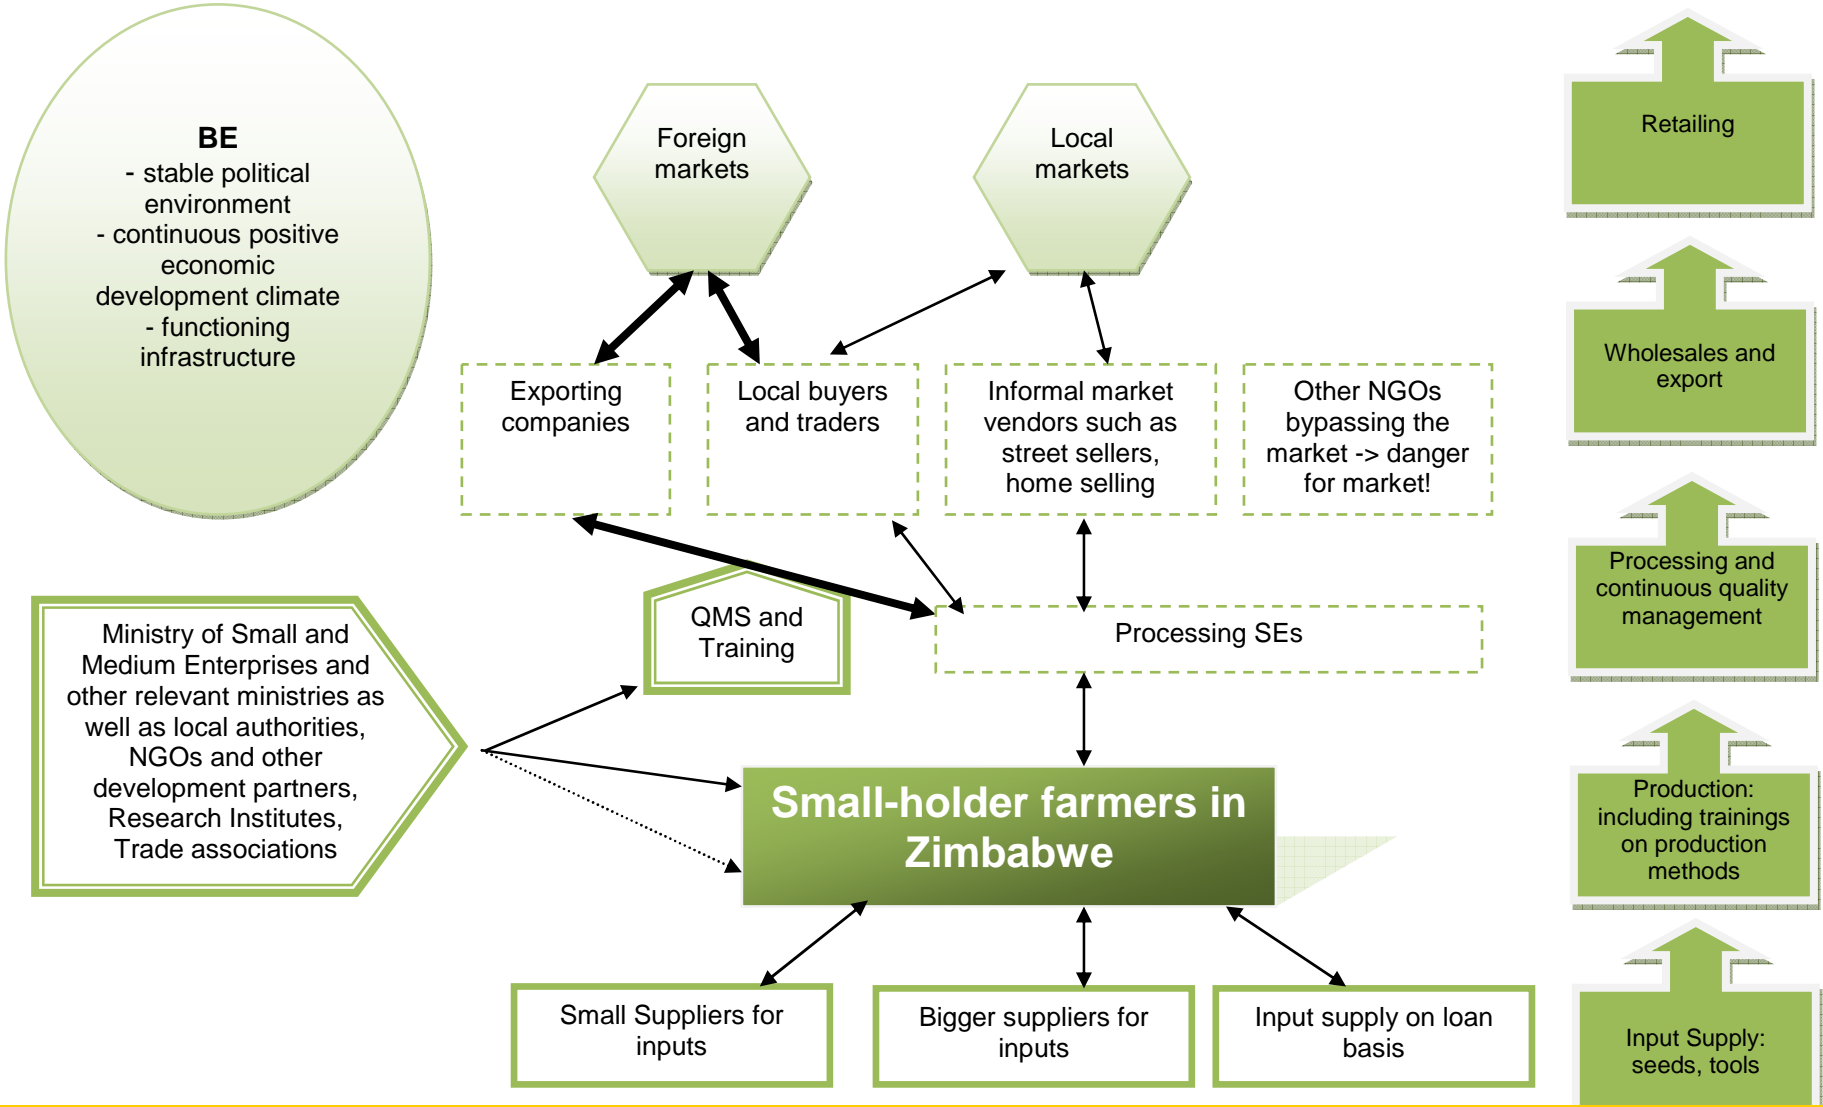 BE
- stable political
environment
- continuous positive
economic
development climate
- functioning
infrastructure
Foreign
markets
Local
markets
Retailing
Wholesales and
export
Exporting
companies
Local buyers
and traders
Informal market
vendors such as
street sellers,
home selling
Other NGOs
bypassing the
market -> danger
for market!
Processing and
continuous quality
management
QMS and
Training
Processing SEs
Ministry of Small and
Medium Enterprises and
other relevant ministries as
well as local authorities,
NGOs and other
development partners,
Research Institutes,
Trade associations
Small-holder farmers in
Zimbabwe
Production:
including trainings
on production
methods
Small Suppliers for
inputs
Bigger suppliers for
inputs
Input supply on loan
basis
Input Supply:
seeds, tools